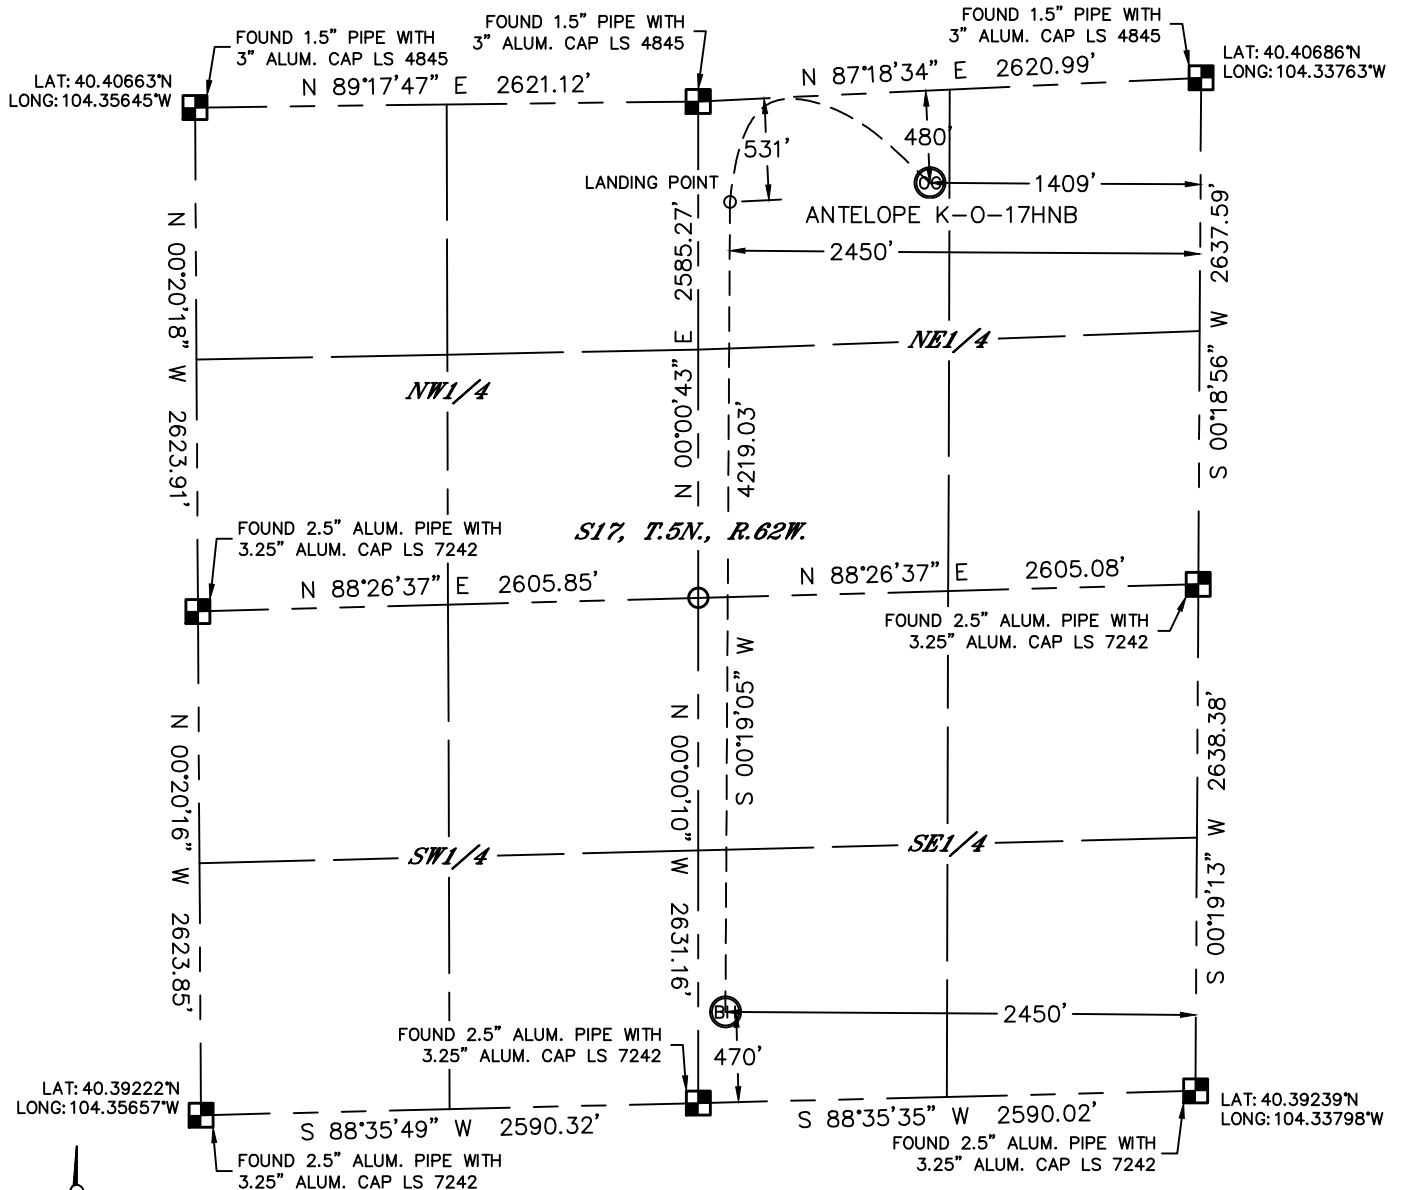 FOUND 1.5" PIPE WITH
3" ALUM. CAP LS 4845
FOUND 1.5" PIPE WITH
3" ALUM. CAP LS 4845
FOUND 1.5" PIPE WITH
3" ALUM. CAP LS 4845
LAT: 40.40663°N
LONG: 104.35645°W
LAT: 40.40686°N
LONG: 104.33763°W
N 89°17'47" E 2621.12'
N 87°18'34" E 2620.99'
531'
480'
LANDING POINT
OG
1409'
ANTELOPE K-O-17HNB
2450'
N 00°20'18" W 2623.91'
N 00°00'43" E 2585.27'
S 00°18'56" W 2637.59'
NW1/4
NE1/4
4219.03'
S17, T.5N., R.62W.
FOUND 2.5" ALUM. PIPE WITH
3.25" ALUM. CAP LS 7242
N 88°26'37" E 2605.85'
N 88°26'37" E 2605.08'
FOUND 2.5" ALUM. PIPE WITH
3.25" ALUM. CAP LS 7242
S 00°19'05" W
N 00°20'16" W 2623.85'
N 00°00'10" W 2631.16'
S 00°19'13" W 2638.38'
SW1/4
SE1/4
BH
2450'
470'
FOUND 2.5" ALUM. PIPE WITH
3.25" ALUM. CAP LS 7242
LAT: 40.39222°N
LONG: 104.35657°W
LAT: 40.39239°N
LONG: 104.33798°W
S 88°35'49" W 2590.32'
S 88°35'35" W 2590.02'
FOUND 2.5" ALUM. PIPE WITH
3.25" ALUM. CAP LS 7242
FOUND 2.5" ALUM. PIPE WITH
3.25" ALUM. CAP LS 7242